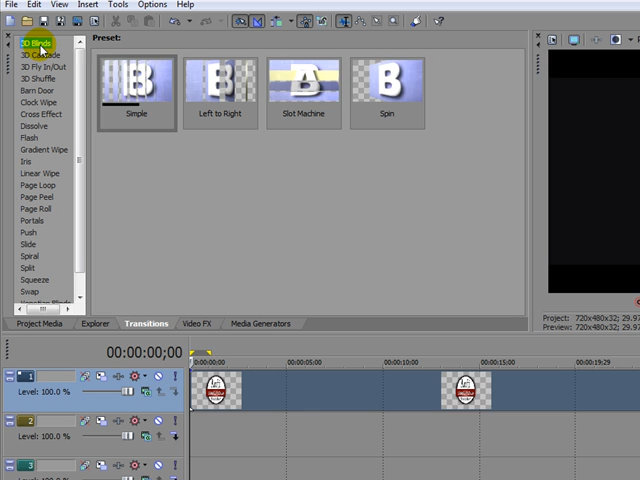 File Edit View Insert Tools Options Help
3D Blinds
3D Cascade
3D Fly In/Out
3D Shuffle
Barn Door
Clock Wipe
Cross Effect
Dissolve
Flash
Gradient Wipe
Iris
Linear Wipe
Page Loop
Page Peel
Page Roll
Portals
Push
Slide
Spiral
Split
Squeeze
Swap
Venetian Blinds
Preset:
Simple Left to Right Slot Machine Spin
Project: 720x480x32; 29.97
Preview: 720x480x32; 29.97
Project Media Explorer Transitions Video FX Media Generators
00:00:00;00
00:00:00;00 00:00:05;00 00:00:10;00 00:00:15;00 00:00:19;29
1
Level: 100.0 %
2
Level: 100.0 %
3